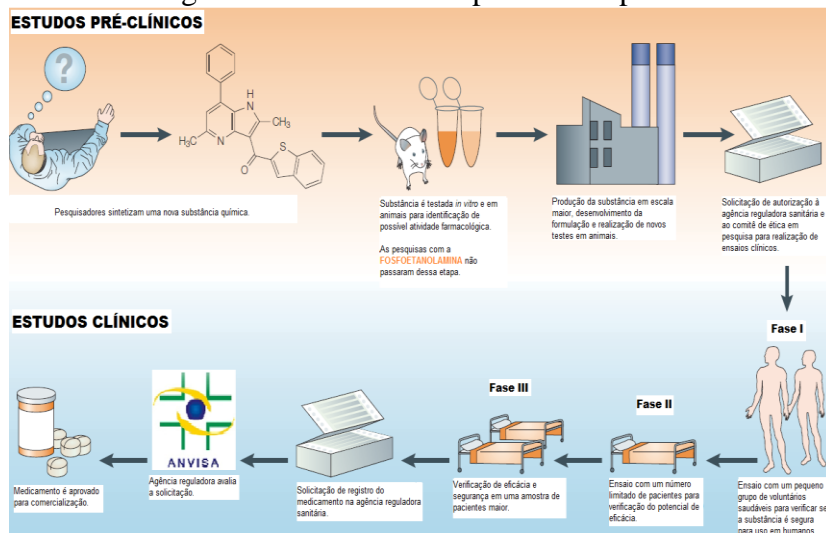 ESTUDOS PRÉ-CLÍNICOS
?
H
N
CH₃
H₃C
N
S
O
Pesquisadores sintetizam uma nova substância química.
Substância é testada in vitro e em
animais para identificação de
possível atividade farmacológica.
As pesquisas com a
FOSFOETANOLAMINA não
passaram dessa etapa.
Produção da substância em escala
maior, desenvolvimento da
formulação e realização de novos
testes em animais.
Solicitação de autorização à
agência reguladora sanitária e
ao comitê de ética em
pesquisa para realização de
ensaios clínicos.
ESTUDOS CLÍNICOS
Fase I
Ensaio com um pequeno
grupo de voluntários
saudáveis para verificar se
a substância é segura
para uso em humanos
Fase II
Ensaio com um número
limitado de pacientes para
verificação do potencial de
eficácia.
Fase III
Verificação de eficácia e
segurança em uma amostra de
pacientes maior.
Solicitação de registro do
medicamento na agência reguladora
sanitária.
ANVISA
Agência reguladora avalia
a solicitação.
Medicamento é aprovado
para comercialização.